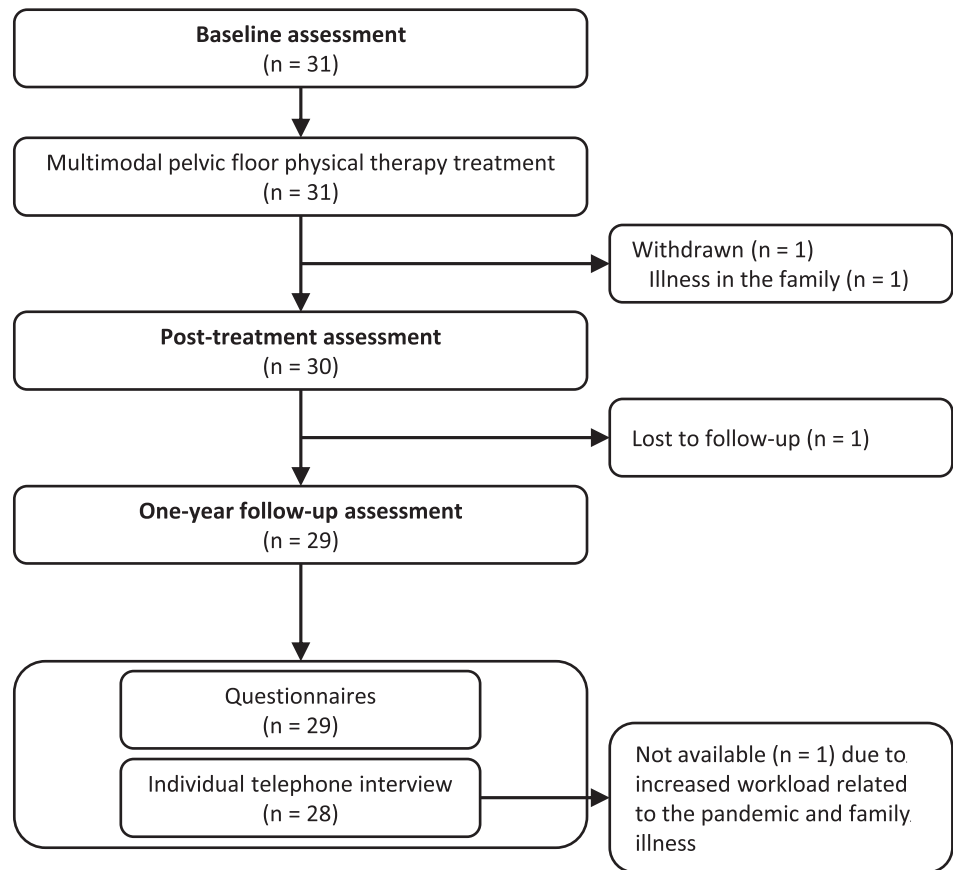 Baseline assessment
(n = 31)
Multimodal pelvic floor physical therapy treatment
(n = 31)
Withdrawn (n = 1)
Illness in the family (n = 1)
Post-treatment assessment
(n = 30)
Lost to follow-up (n = 1)
One-year follow-up assessment
(n = 29)
Questionnaires
(n = 29)
Individual telephone interview
(n = 28)
Not available (n = 1) due to
increased workload related
to the pandemic and family
illness